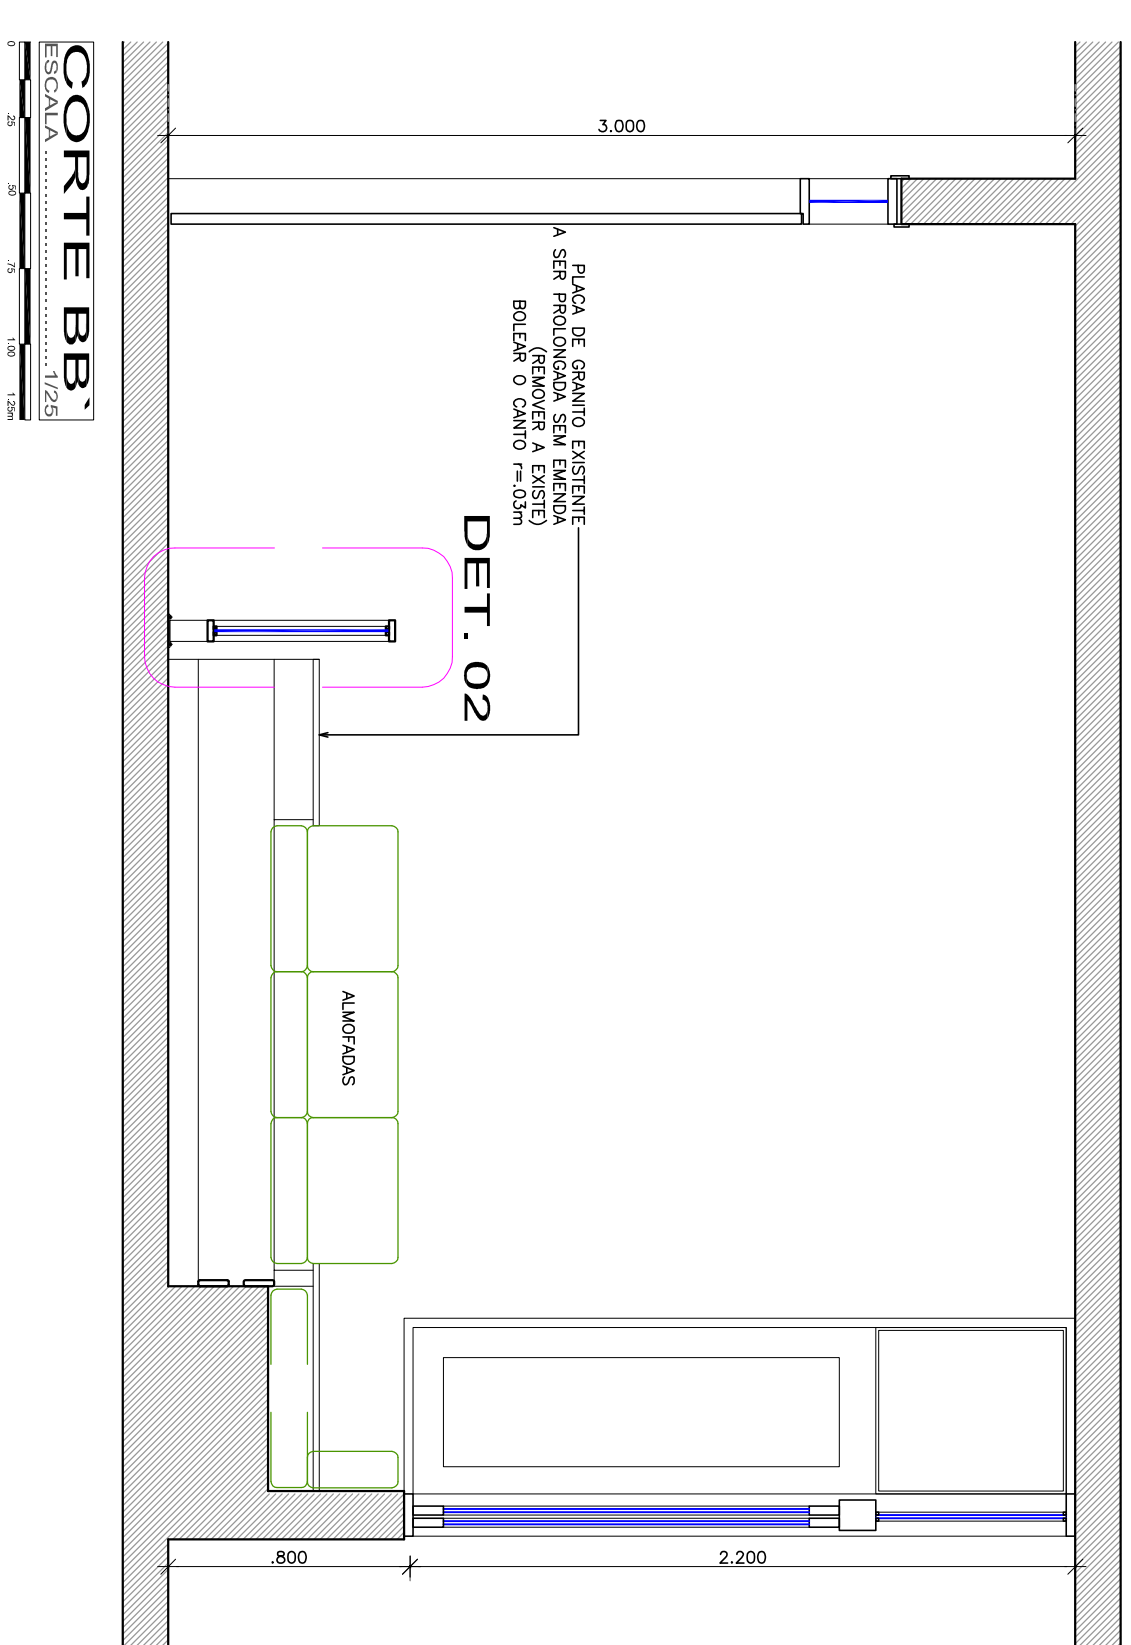 3.000
PLACA DE GRANITO EXISTENTE
A SER PROLONGADA SEM EMENDA
(REMOVER A EXISTE)
BOLEAR O CANTO r=.03m
DET. 02
ALMOFADAS
.800
2.200
CORTE BB`
ESCALA ................................. 1/25
0 .25 .50 .75 1.00 1.25m